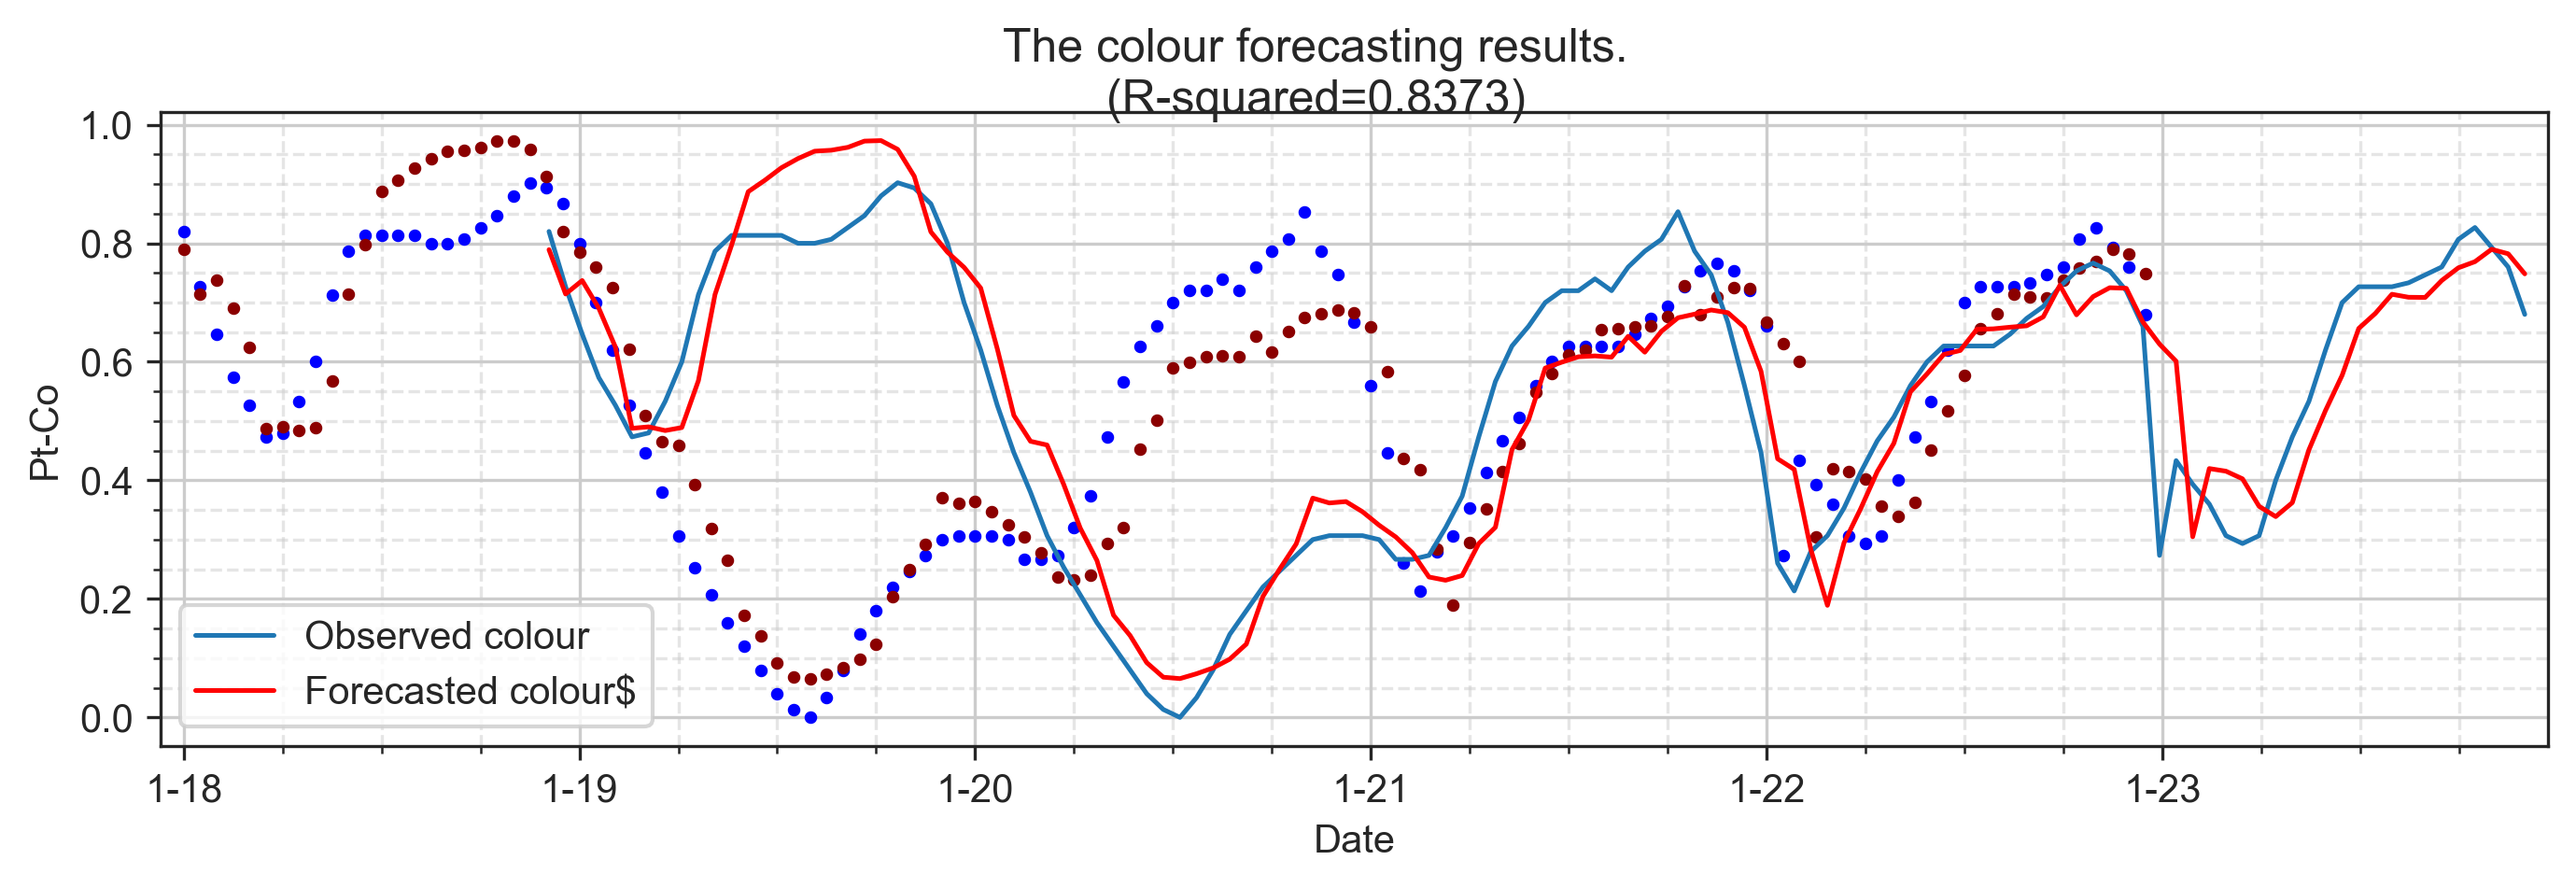 The colour forecasting results.
(R-squared=0.8373)
1.0
0.8
0.6
0.4
0.2
0.0
Pt-Co
Observed colour
Forecasted colour$
1-18
1-19
1-20
1-21
1-22
1-23
Date